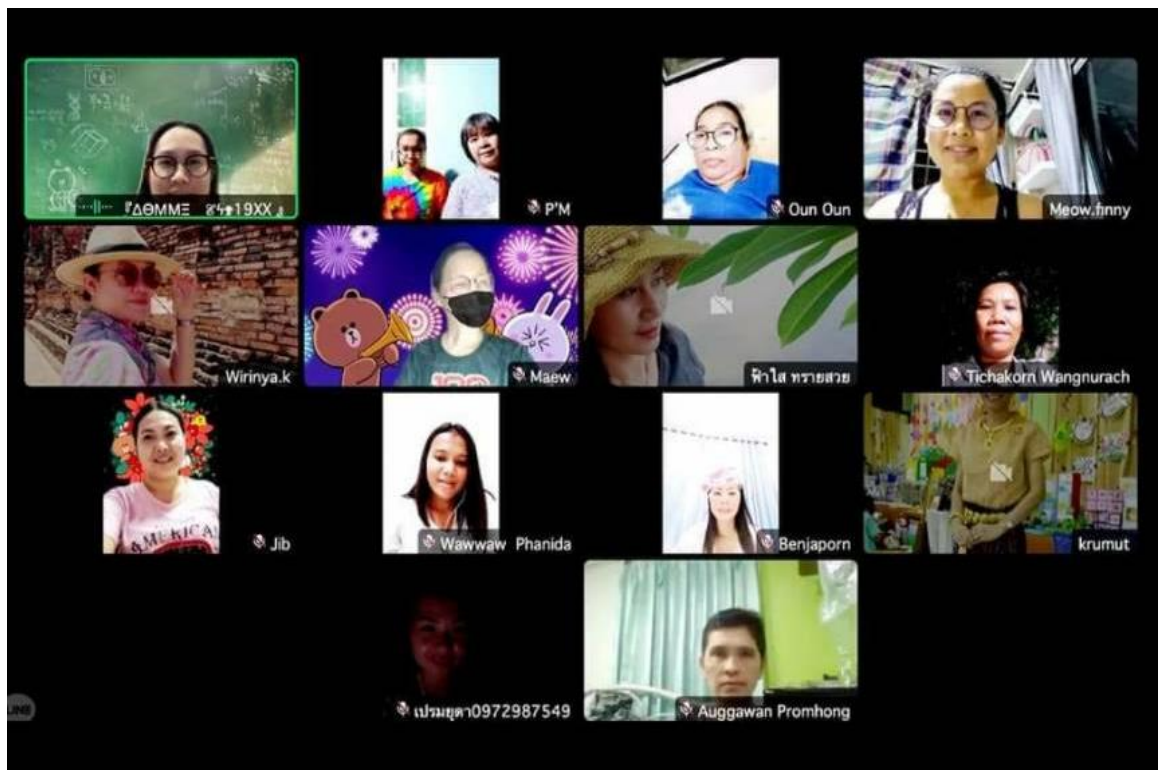 P'M
Oun Oun
Meow.finny
Wirinya.k
Maew
ฟ้าใส ทรายสวย
Tichakorn Wangnurach
AMERICAN
Jib
Wawwaw Phanida
Benjaporn
krumut
เปรมยุดา0972987549
Auggawan Promhong
LINE